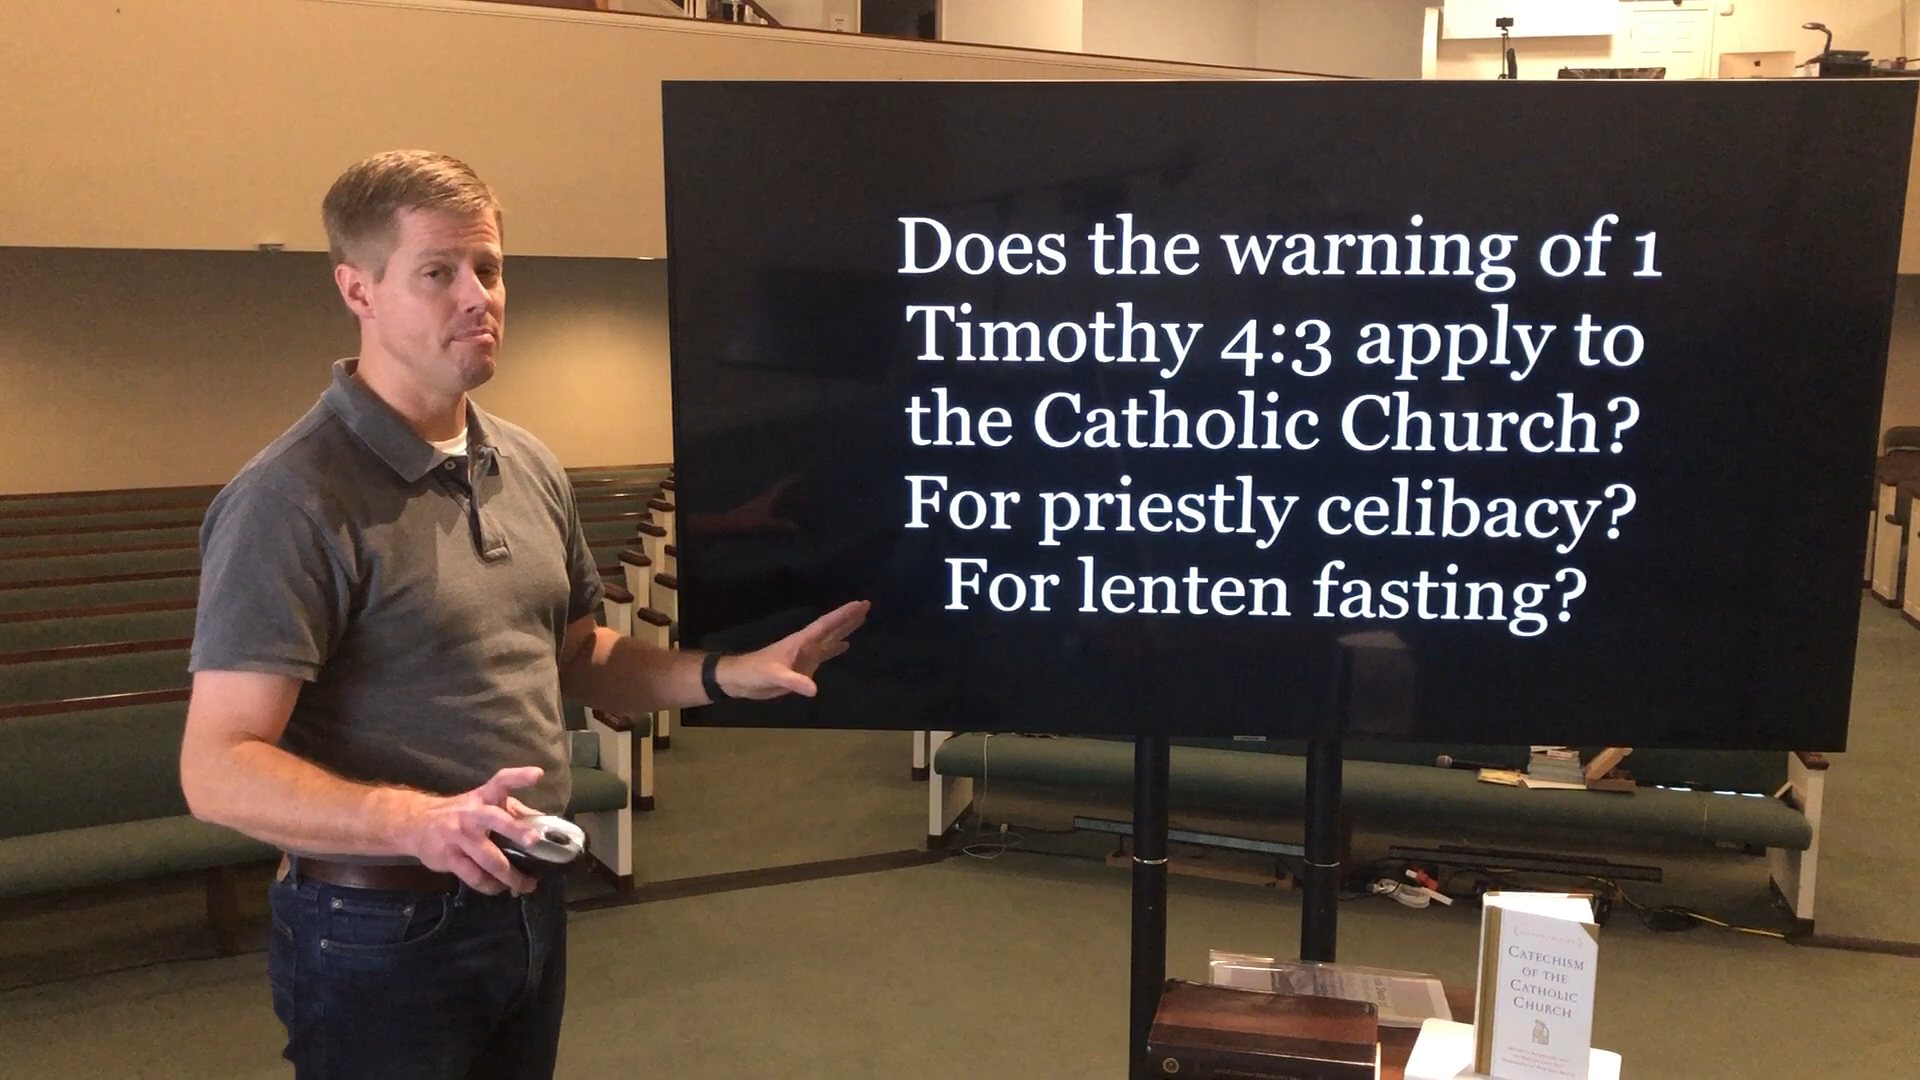 Does the warning of 1
Timothy 4:3 apply to
the Catholic Church?
For priestly celibacy?
For lenten fasting?
CATECHISM
OF THE
CATHOLIC
CHURCH